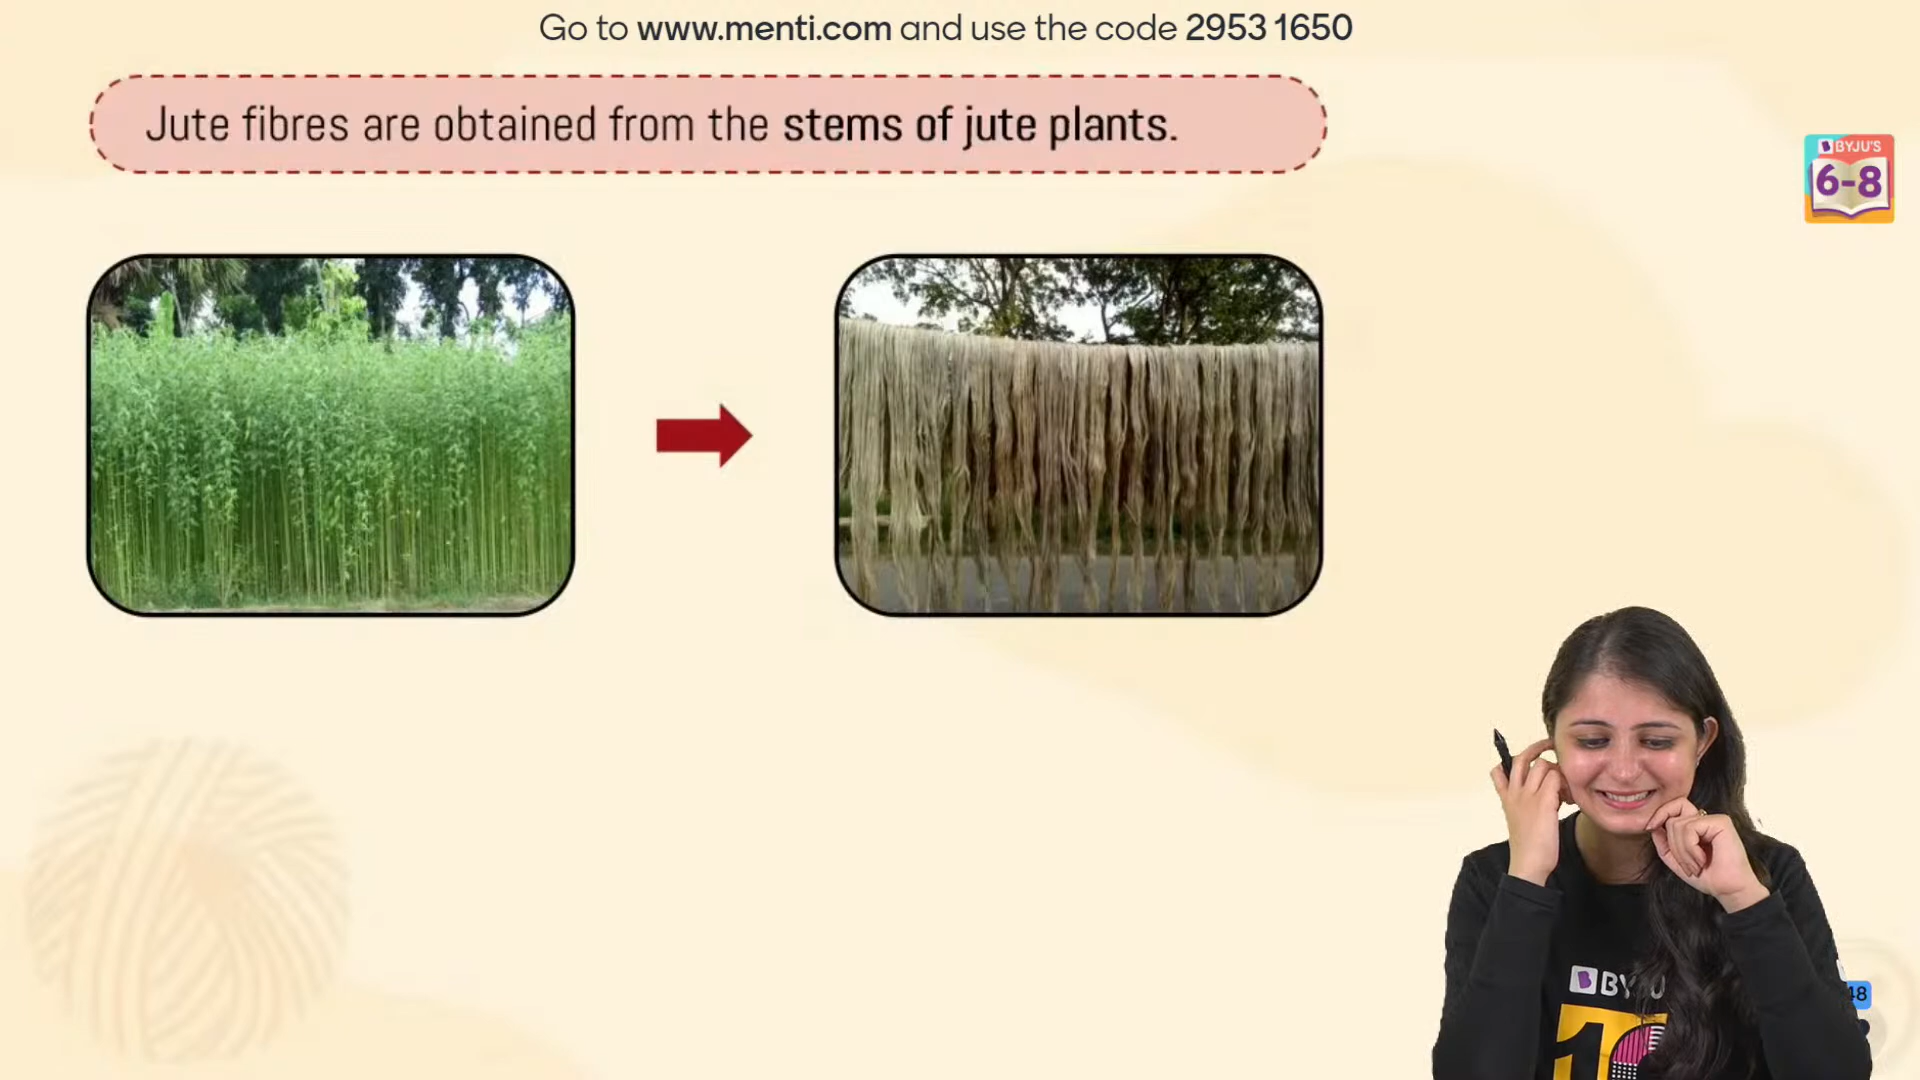 Go to www.menti.com and use the code 2953 1650
Jute fibres are obtained from the stems of jute plants.
BYJU'S
6-8
48